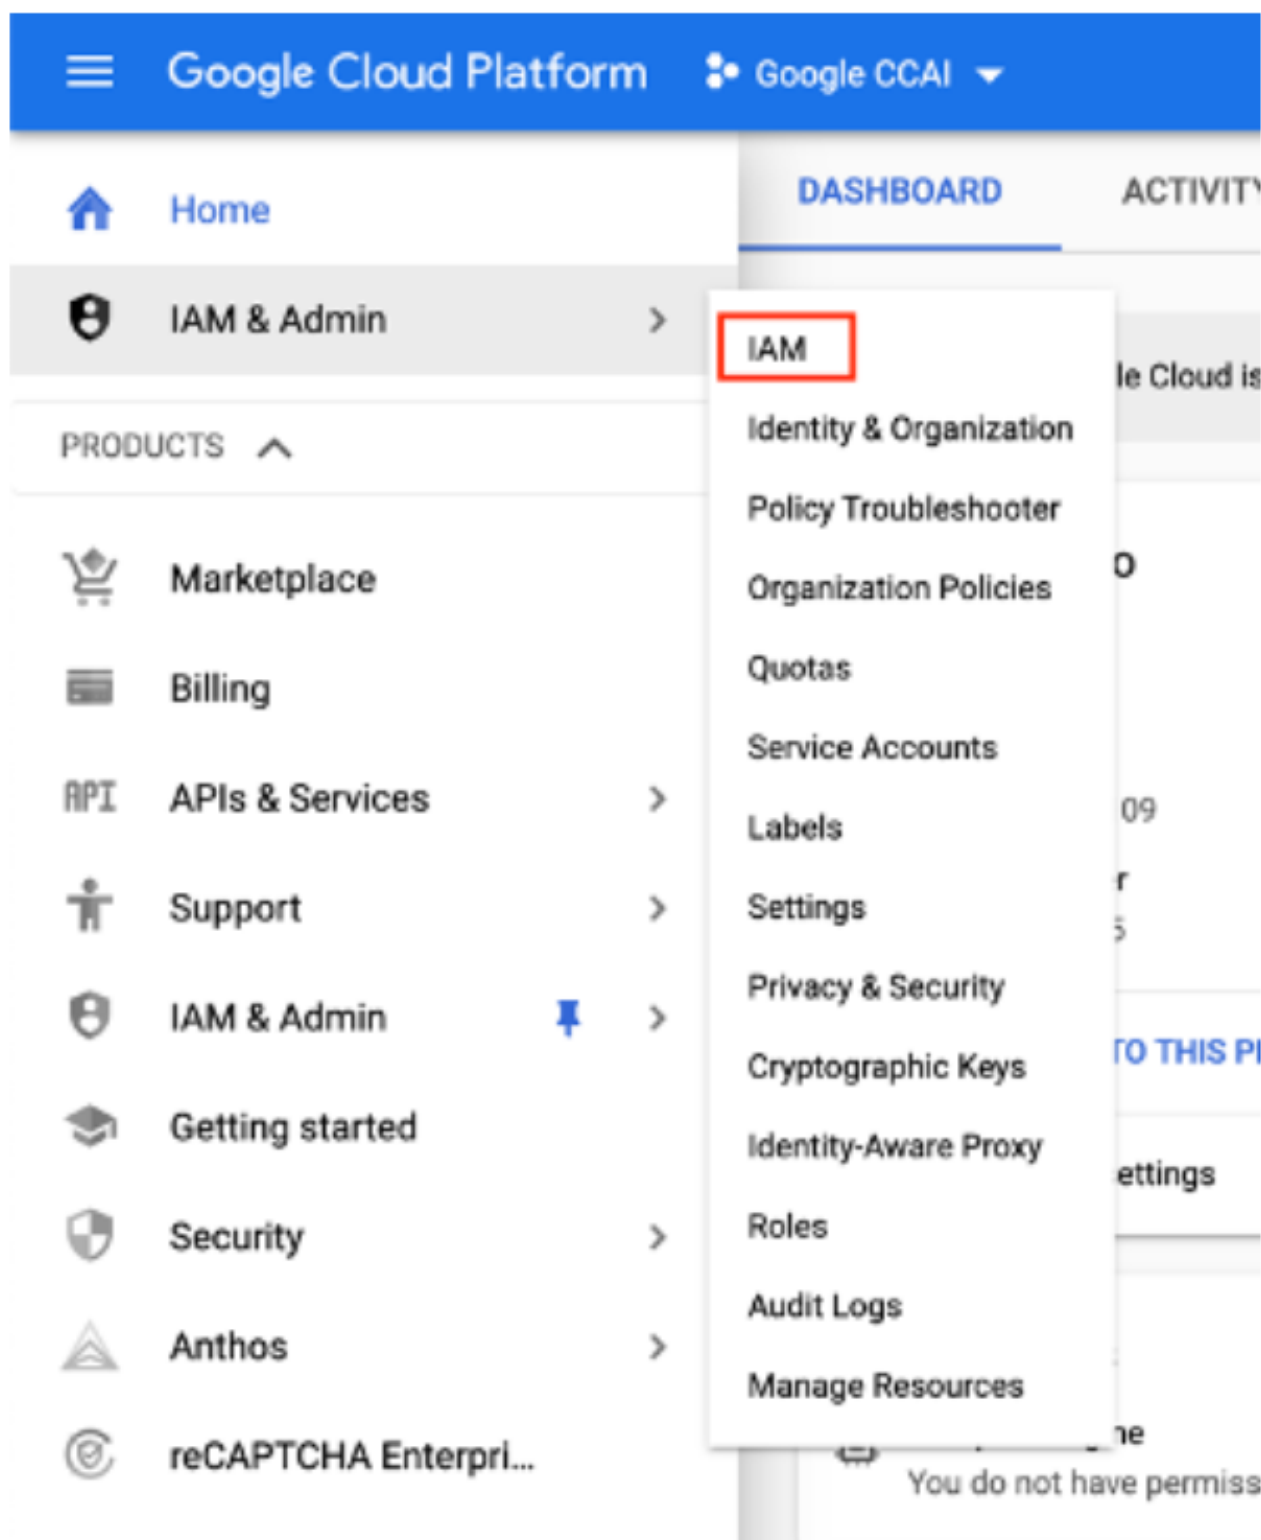 Google Cloud Platform Google CCAI
Home
IAM & Admin
PRODUCTS
Marketplace
Billing
API APIs & Services
Support
IAM & Admin
Getting started
Security
Anthos
reCAPTCHA Enterpri...
DASHBOARD ACTIVITY
IAM
Identity & Organization
Policy Troubleshooter
Organization Policies
Quotas
Service Accounts
Labels
Settings
Privacy & Security
Cryptographic Keys
Identity-Aware Proxy
Roles
Audit Logs
Manage Resources
le Cloud is
o
09
r
TO THIS P
ettings
ne
You do not have permiss